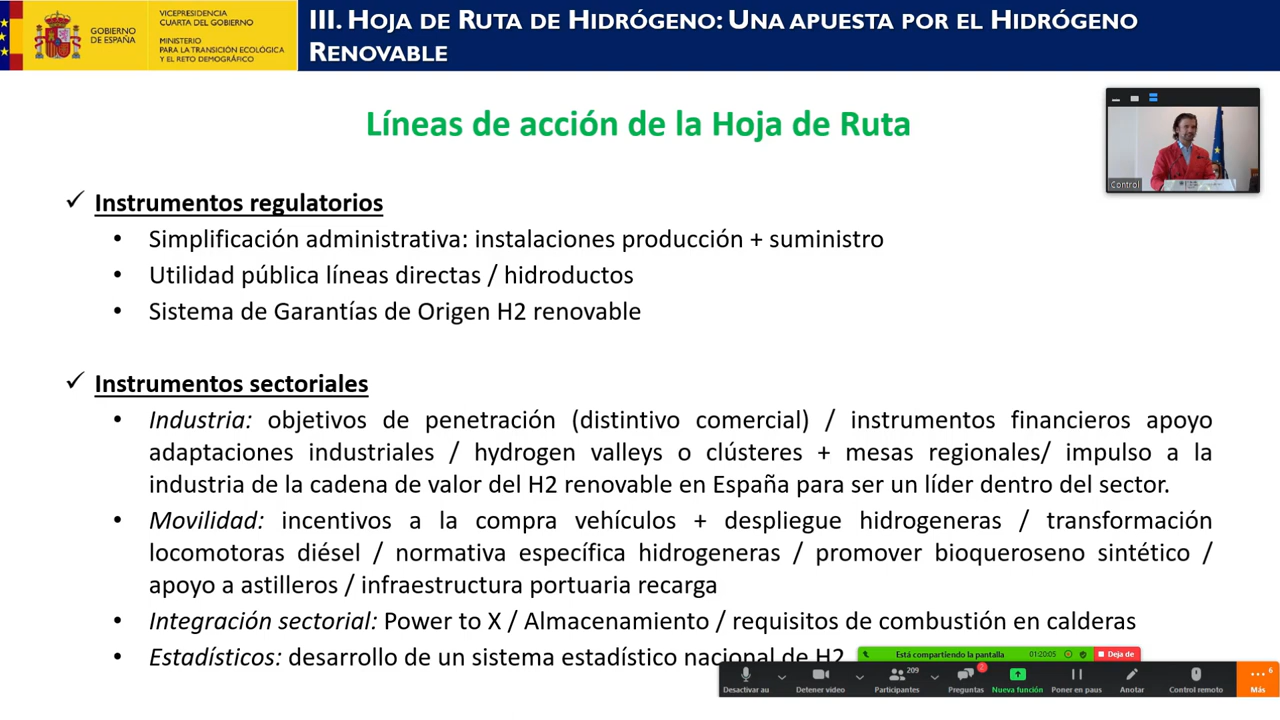 GOBIERNO
DE ESPAÑA
VICEPRESIDENCIA
CUARTA DEL GOBIERNO
MINISTERIO
PARA LA TRANSICIÓN ECOLÓGICA
Y EL RETO DEMOGRÁFICO
III. HOJA DE RUTA DE HIDRÓGENO: UNA APUESTA POR EL HIDRÓGENO
RENOVABLE
Líneas de acción de la Hoja de Ruta
Control
✓ Instrumentos regulatorios
• Simplificación administrativa: instalaciones producción + suministro
• Utilidad pública líneas directas / hidroductos
• Sistema de Garantías de Origen H2 renovable
✓ Instrumentos sectoriales
• Industria: objetivos de penetración (distintivo comercial) / instrumentos financieros apoyo
adaptaciones industriales / hydrogen valleys o clústeres + mesas regionales/ impulso a la
industria de la cadena de valor del H2 renovable en España para ser un líder dentro del sector.
• Movilidad: incentivos a la compra vehículos + despliegue hidrogeneras / transformación
locomotoras diésel / normativa específica hidrogeneras / promover bioqueroseno sintético /
apoyo a astilleros / infraestructura portuaria recarga
• Integración sectorial: Power to X / Almacenamiento / requisitos de combustión en calderas
• Estadísticos: desarrollo de un sistema estadístico nacional de H2
Está compartiendo la pantalla 01:20:05 Deja de
209 2 6
Desactivar au Detener video Participantes Preguntas Nueva función Poner en paus Anotar Control remoto Más